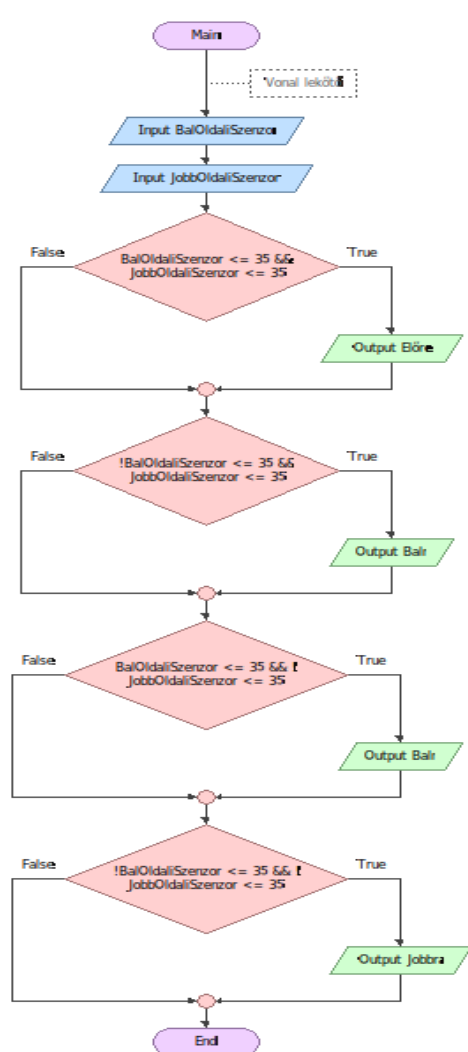 Main
Vonal lekötő
Input BalOldaliSzenzor
Input JobbOldaliSzenzor
False
True
BalOldaliSzenzor <= 35 &&
JobbOldaliSzenzor <= 35
Output Előre
False
True
!BalOldaliSzenzor <= 35 &&
JobbOldaliSzenzor <= 35
Output Balr
False
True
BalOldaliSzenzor <= 35 && !
JobbOldaliSzenzor <= 35
Output Balr
False
True
!BalOldaliSzenzor <= 35 && !
JobbOldaliSzenzor <= 35
Output Jobbra
End